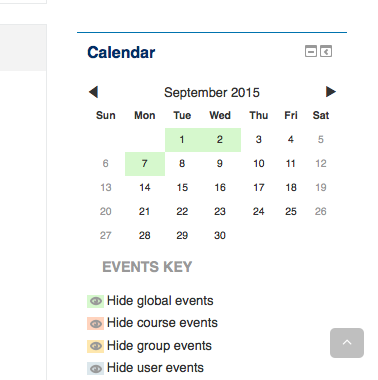 Calendar
September 2015
Sun Mon Tue Wed Thu Fri Sat
1 2 3 4 5
6 7 8 9 10 11 12
13 14 15 16 17 18 19
20 21 22 23 24 25 26
27 28 29 30
EVENTS KEY
Hide global events
Hide course events
Hide group events
Hide user events